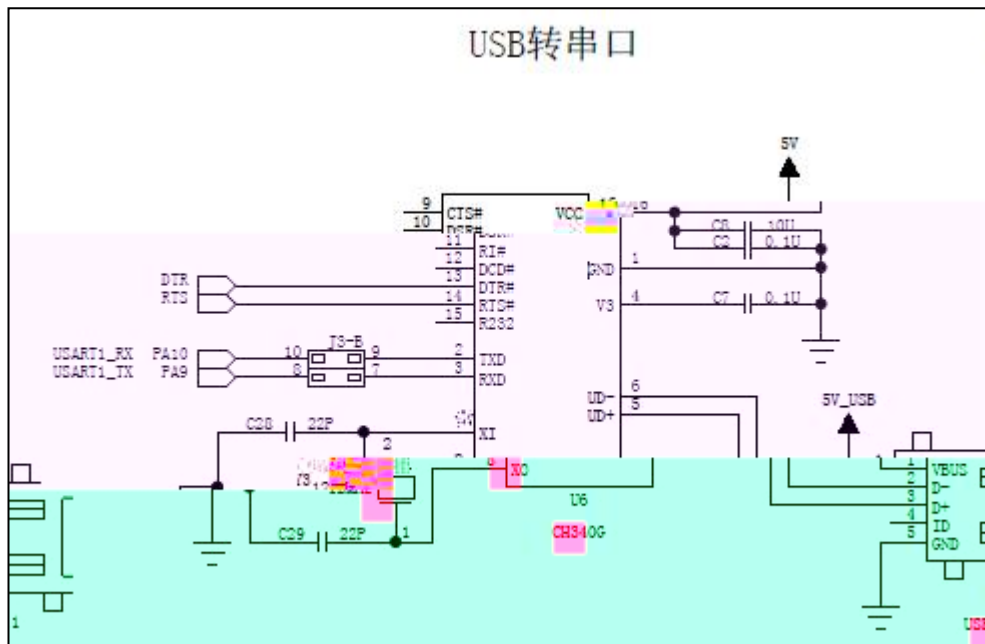 USB转串口
5V
9 CTS# VCC
10 DSR#
C8 10U
C2 0.1U
11 RI#
12 DCD# GND 1
DTR 13 DTR#
RTS 14 RTS# V3 4 C7 0.1U
15 R232
J3-B
USART1_RX PA10 10 9 2 TXD
USART1_TX PA9 8 7 3 RXD
UD- 6
UD+ 5
5V_USB
C28 22P XI
2
XO
1 VBUS
2 D-
3 D+
4 ID
5 GND
U6
C29 22P 1
CH340G
1